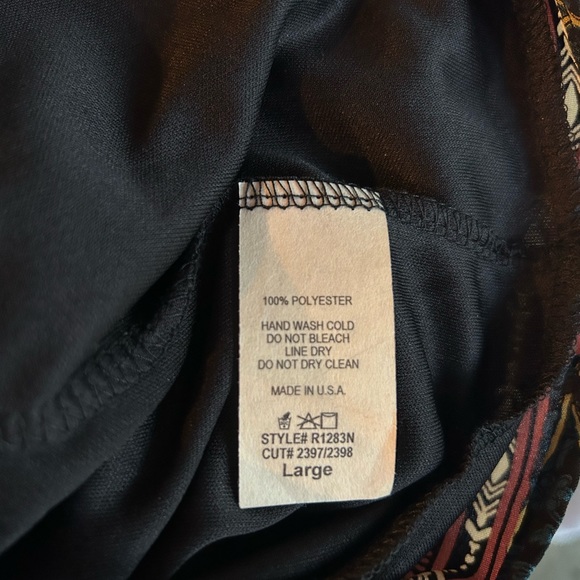 100% POLYESTER
HAND WASH COLD
DO NOT BLEACH
LINE DRY
DO NOT DRY CLEAN
MADE IN U.S.A.
STYLE# R1283N
CUT# 2397/2398
Large